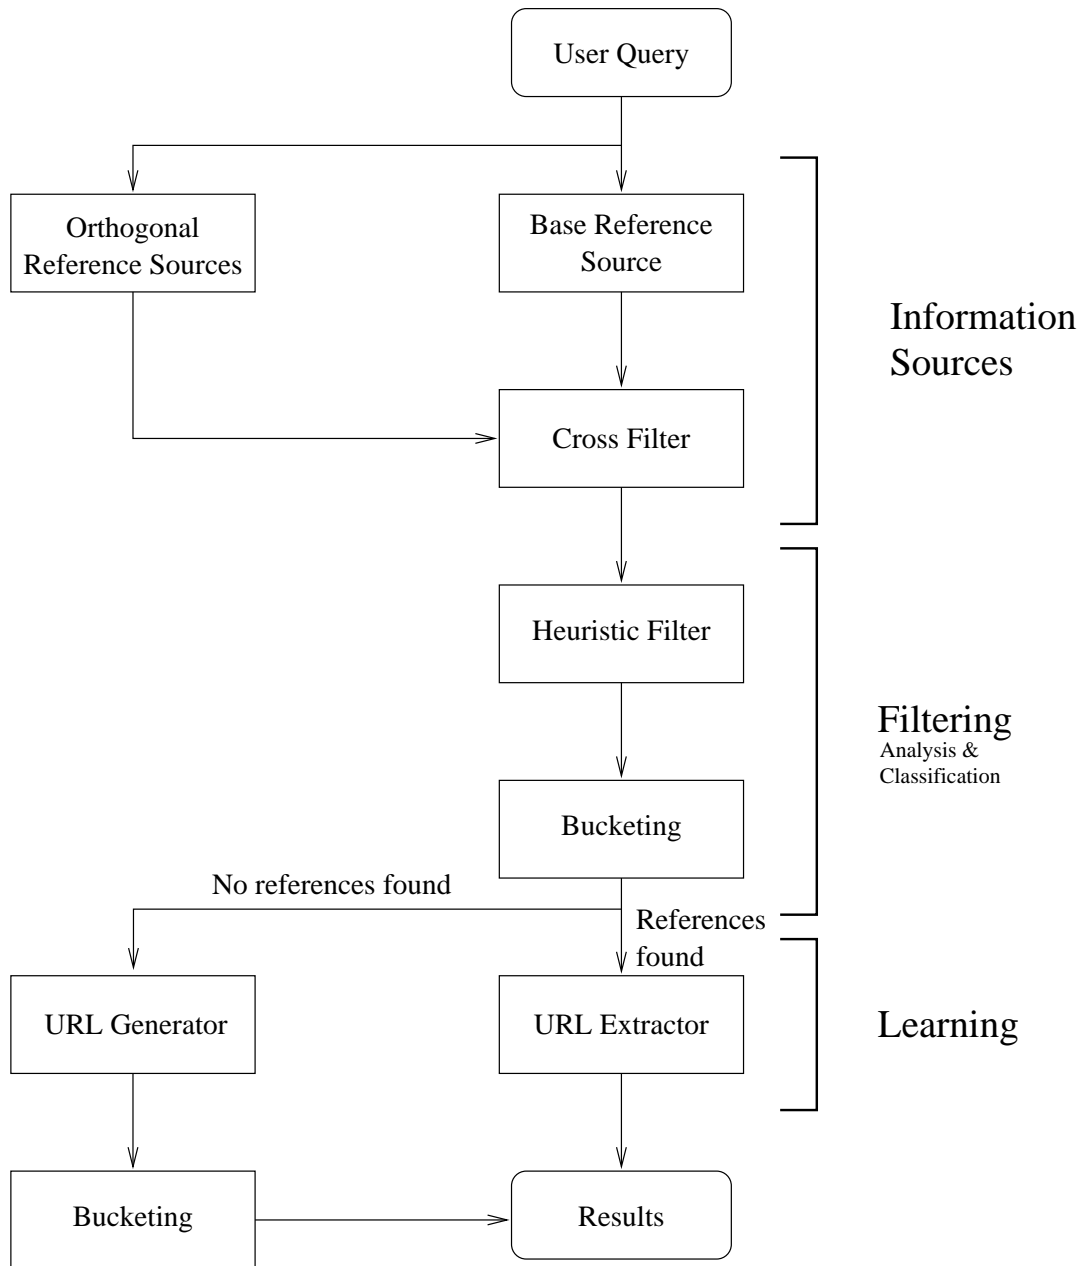 User Query
Orthogonal
Reference Sources
Base Reference
Source
Information
Sources
Cross Filter
Heuristic Filter
Filtering
Analysis &
Classification
Bucketing
No references found
References
found
URL Generator
URL Extractor
Learning
Bucketing
Results